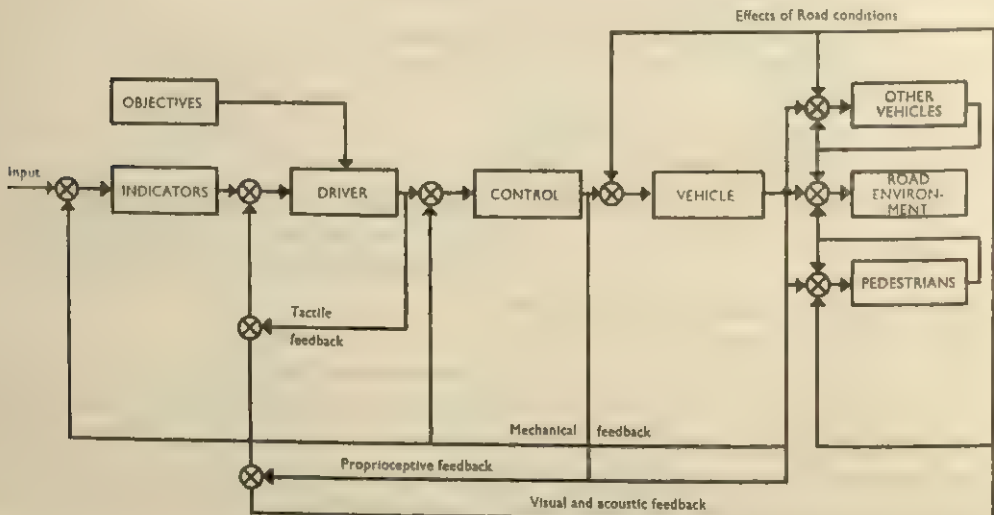 Effects of Road conditions
OBJECTIVES
OTHER
VEHICLES
Input
INDICATORS
DRIVER
CONTROL
VEHICLE
ROAD
ENVIRON-
MENT
PEDESTRIANS
Tactile
feedback
Mechanical feedback
Proprioceptive feedback
Visual and acoustic feedback